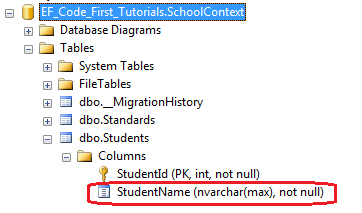 EF_Code_First_Tutorials.SchoolContext
Database Diagrams
Tables
System Tables
FileTables
dbo.__MigrationHistory
dbo.Standards
dbo.Students
Columns
StudentId (PK, int, not null)
StudentName (nvarchar(max), not null)